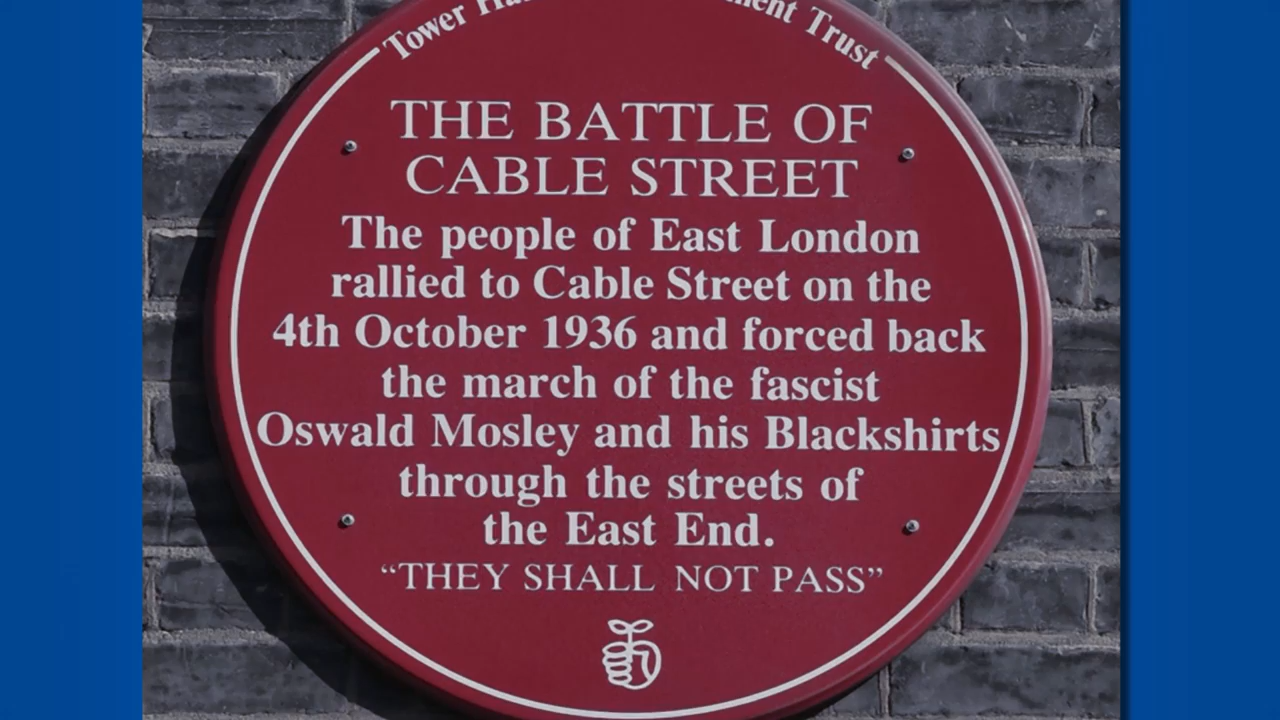 Tower
Trust
THE BATTLE OF
CABLE STREET
The people of East London
rallied to Cable Street on the
4th October 1936 and forced back
the march of the fascist
Oswald Mosley and his Blackshirts
through the streets of
the East End.
“THEY SHALL NOT PASS”